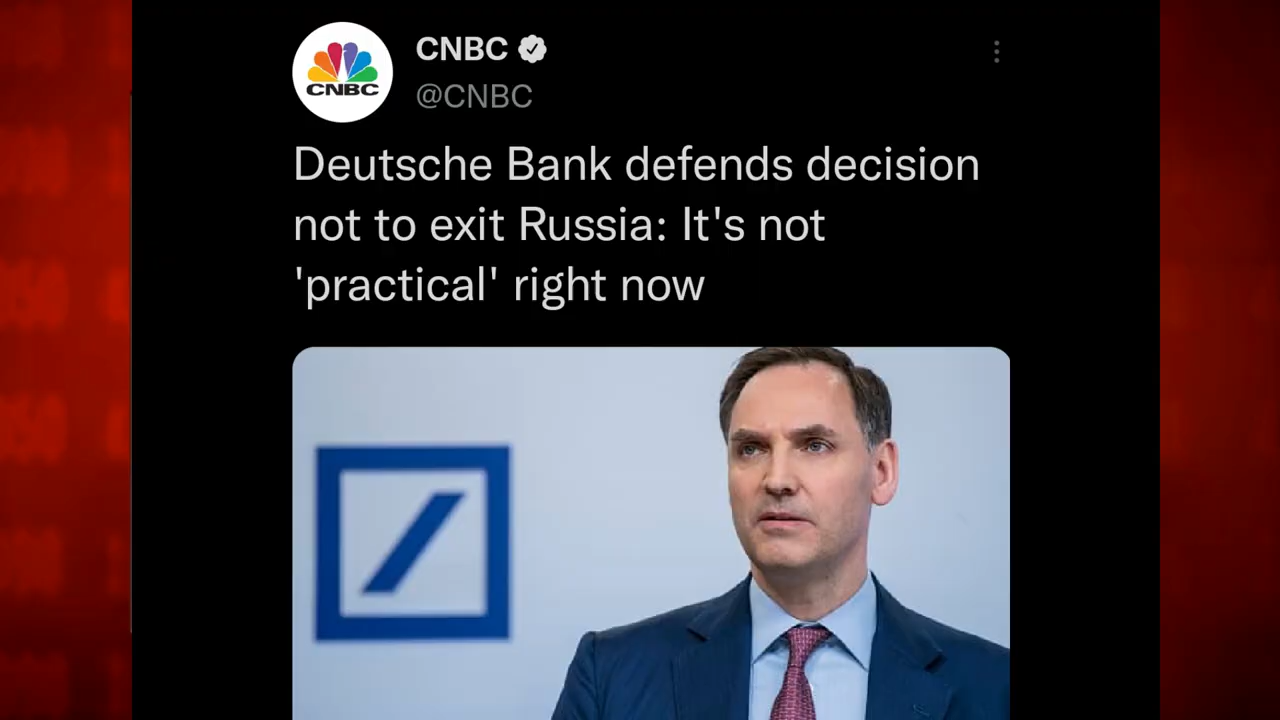 CNBC
CNBC
@CNBC
Deutsche Bank defends decision
not to exit Russia: It's not
'practical' right now